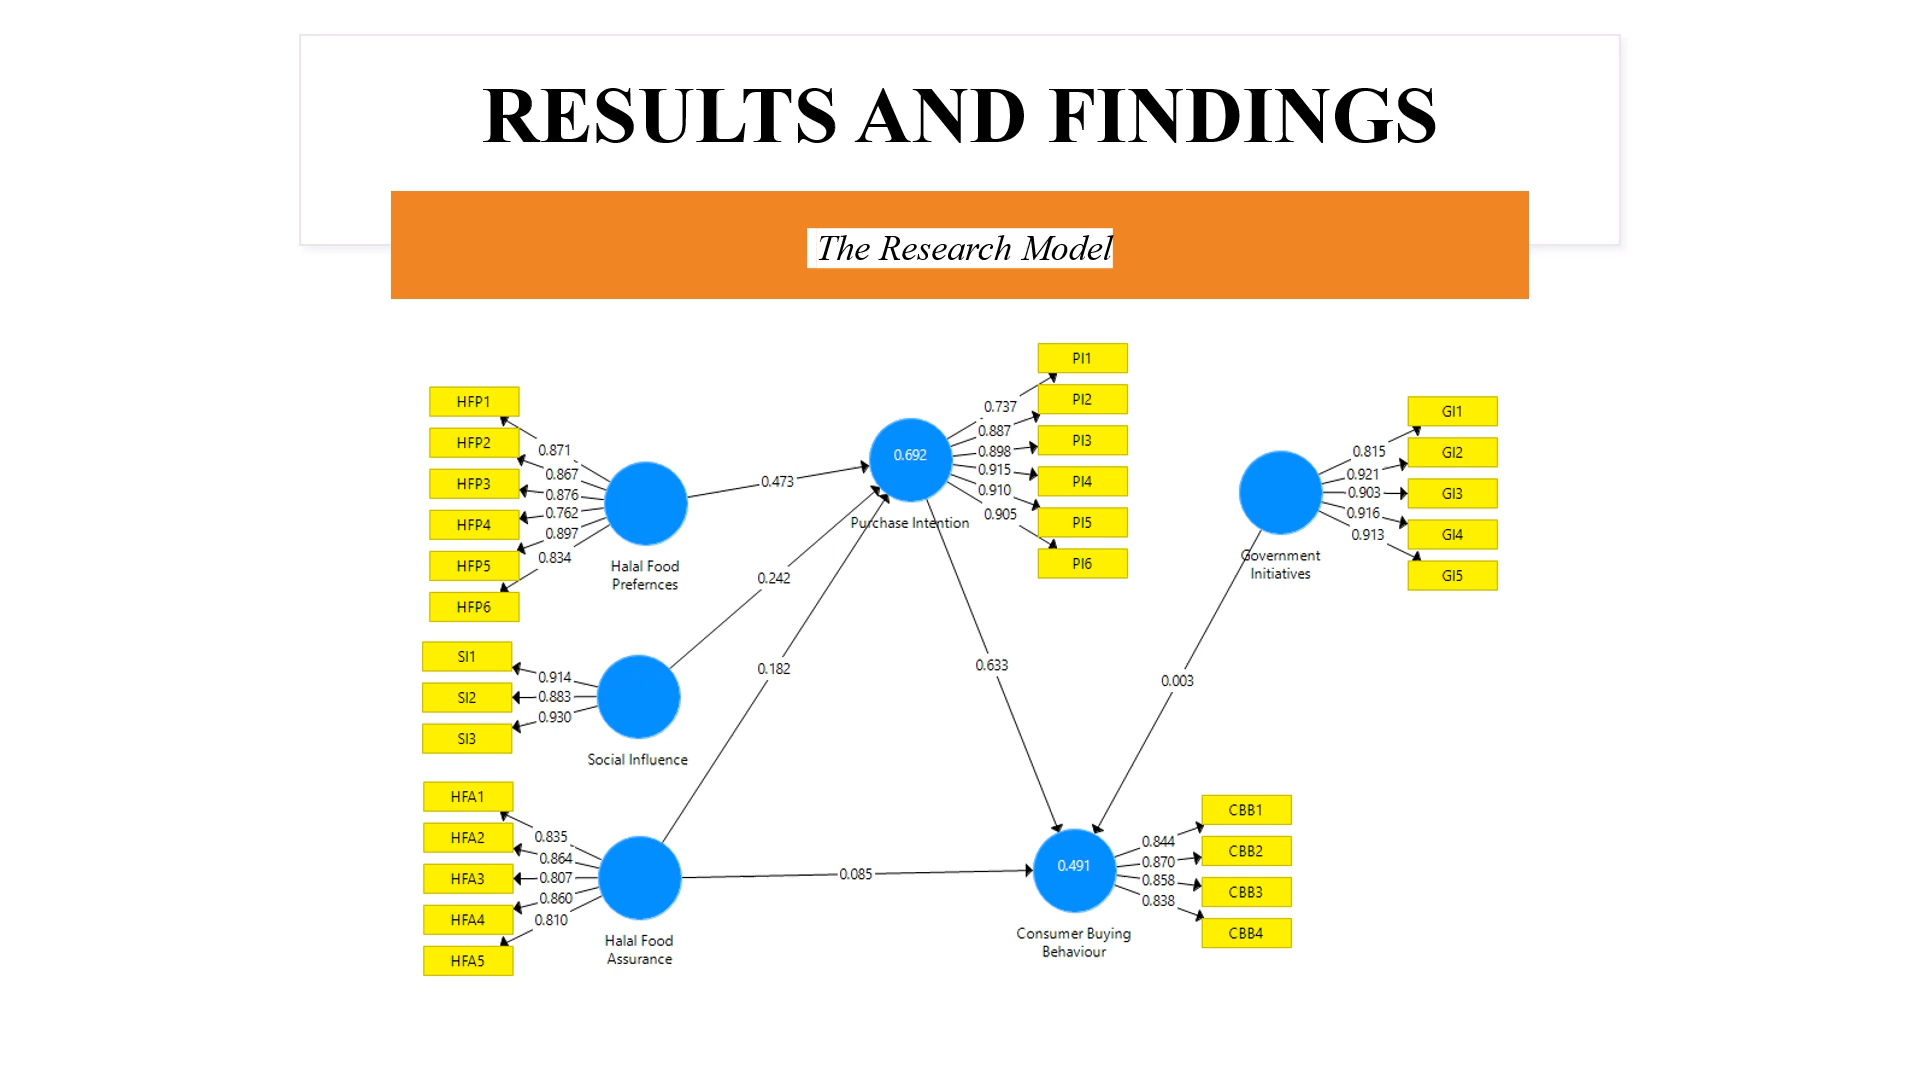 RESULTS AND FINDINGS
The Research Model
HFP1
HFP2
HFP3
HFP4
HFP5
HFP6
0.871
0.867
0.876
0.762
0.897
0.834
Halal Food
Prefernces
SI1
SI2
SI3
0.914
0.883
0.930
Social Influence
HFA1
HFA2
HFA3
HFA4
HFA5
0.835
0.864
0.807
0.860
0.810
Halal Food
Assurance
0.473
0.242
0.182
0.085
0.692
Purchase Intention
0.737
0.887
0.898
0.915
0.910
0.905
PI1
PI2
PI3
PI4
PI5
PI6
0.633
0.003
Government
Initiatives
0.815
0.921
0.903
0.916
0.913
GI1
GI2
GI3
GI4
GI5
0.491
Consumer Buying
Behaviour
0.844
0.870
0.858
0.838
CBB1
CBB2
CBB3
CBB4